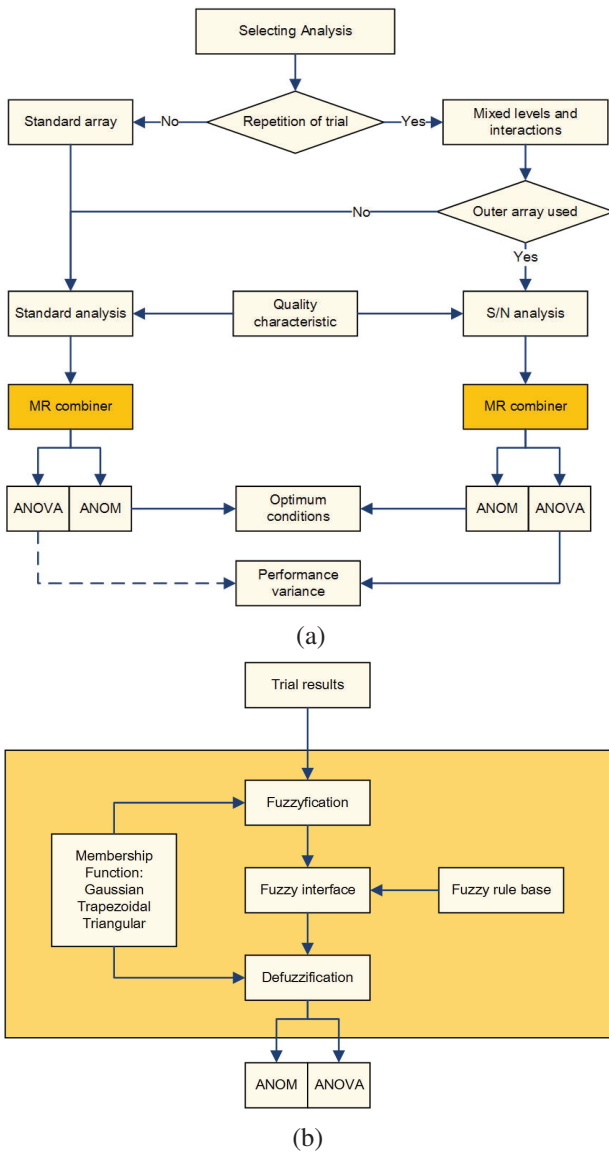 Selecting Analysis
Standard array
No
Repetition of trial
Yes
Mixed levels and
interactions
No
Outer array used
Yes
Standard analysis
Quality
characteristic
S/N analysis
MR combiner
MR combiner
ANOVA
ANOM
Optimum
conditions
ANOM
ANOVA
Performance
variance
(a)
Trial results
Fuzzyfication
Membership
Function:
Gaussian
Trapezoidal
Triangular
Fuzzy interface
Fuzzy rule base
Defuzzification
ANOM
ANOVA
(b)